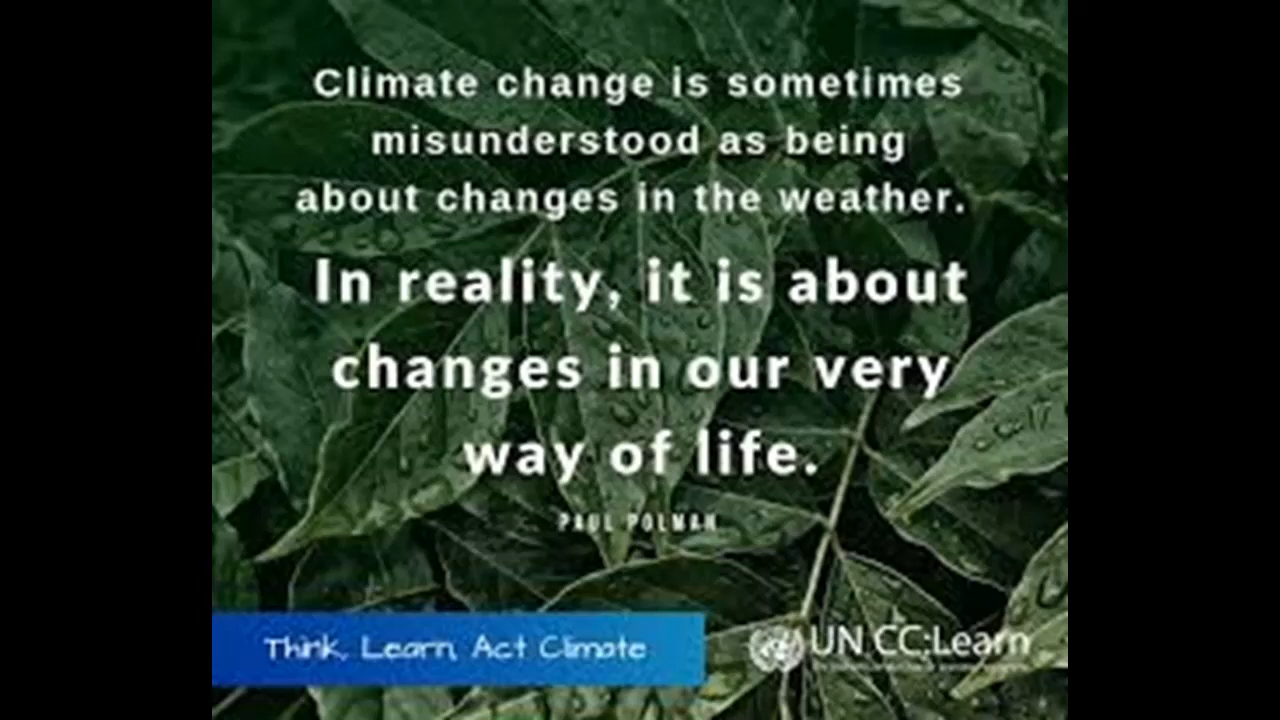 Climate change is sometimes
misunderstood as being
about changes in the weather.
In reality, it is about
changes in our very
way of life.
PAUL POLMAN
Think, Learn, Act Climate
UN CC:Learn